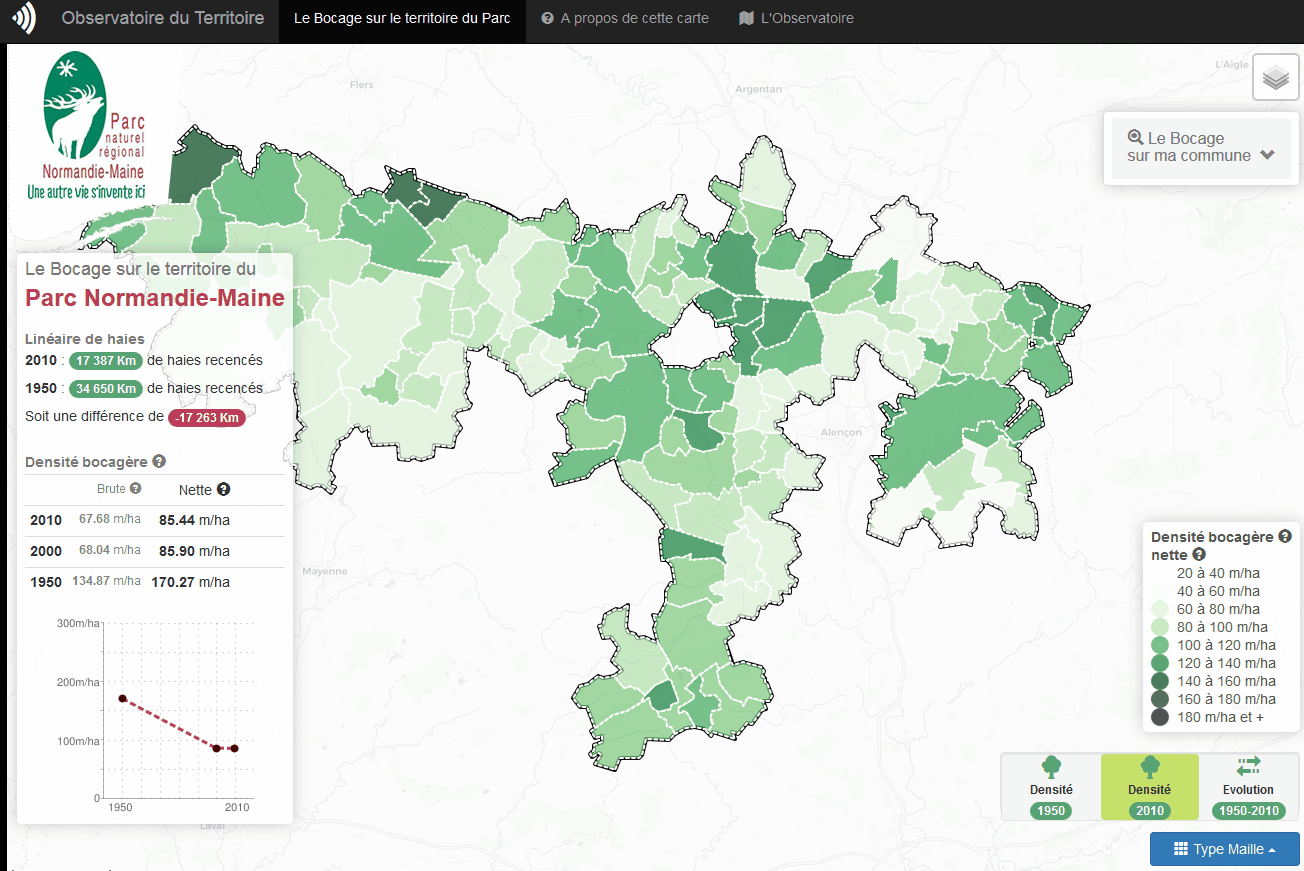 Observatoire du Territoire
Le Bocage sur le territoire du Parc
A propos de cette carte
L'Observatoire
Flers
Argentan
L'Aigle
Parc
naturel
régional
Normandie-Maine
Une autre vie s'invente ici
Le Bocage
sur ma commune
Le Bocage sur le territoire du
Parc Normandie-Maine
Linéaire de haies
2010 : 17 387 Km de haies recencés
1950 : 34 650 Km de haies recencés
Soit une différence de -17 263 Km
Densité bocagère
Brute Nette
2010 67.68 m/ha 85.44 m/ha
2000 68.04 m/ha 85.90 m/ha
1950 134.87 m/ha 170.27 m/ha
300m/ha
200m/ha
100m/ha
0
1950 2010
Alençon
Mayenne
Laval
Densité bocagère
nette
20 à 40 m/ha
40 à 60 m/ha
60 à 80 m/ha
80 à 100 m/ha
100 à 120 m/ha
120 à 140 m/ha
140 à 160 m/ha
160 à 180 m/ha
180 m/ha et +
Densité
1950
Densité
2010
Evolution
1950-2010
Type Maille